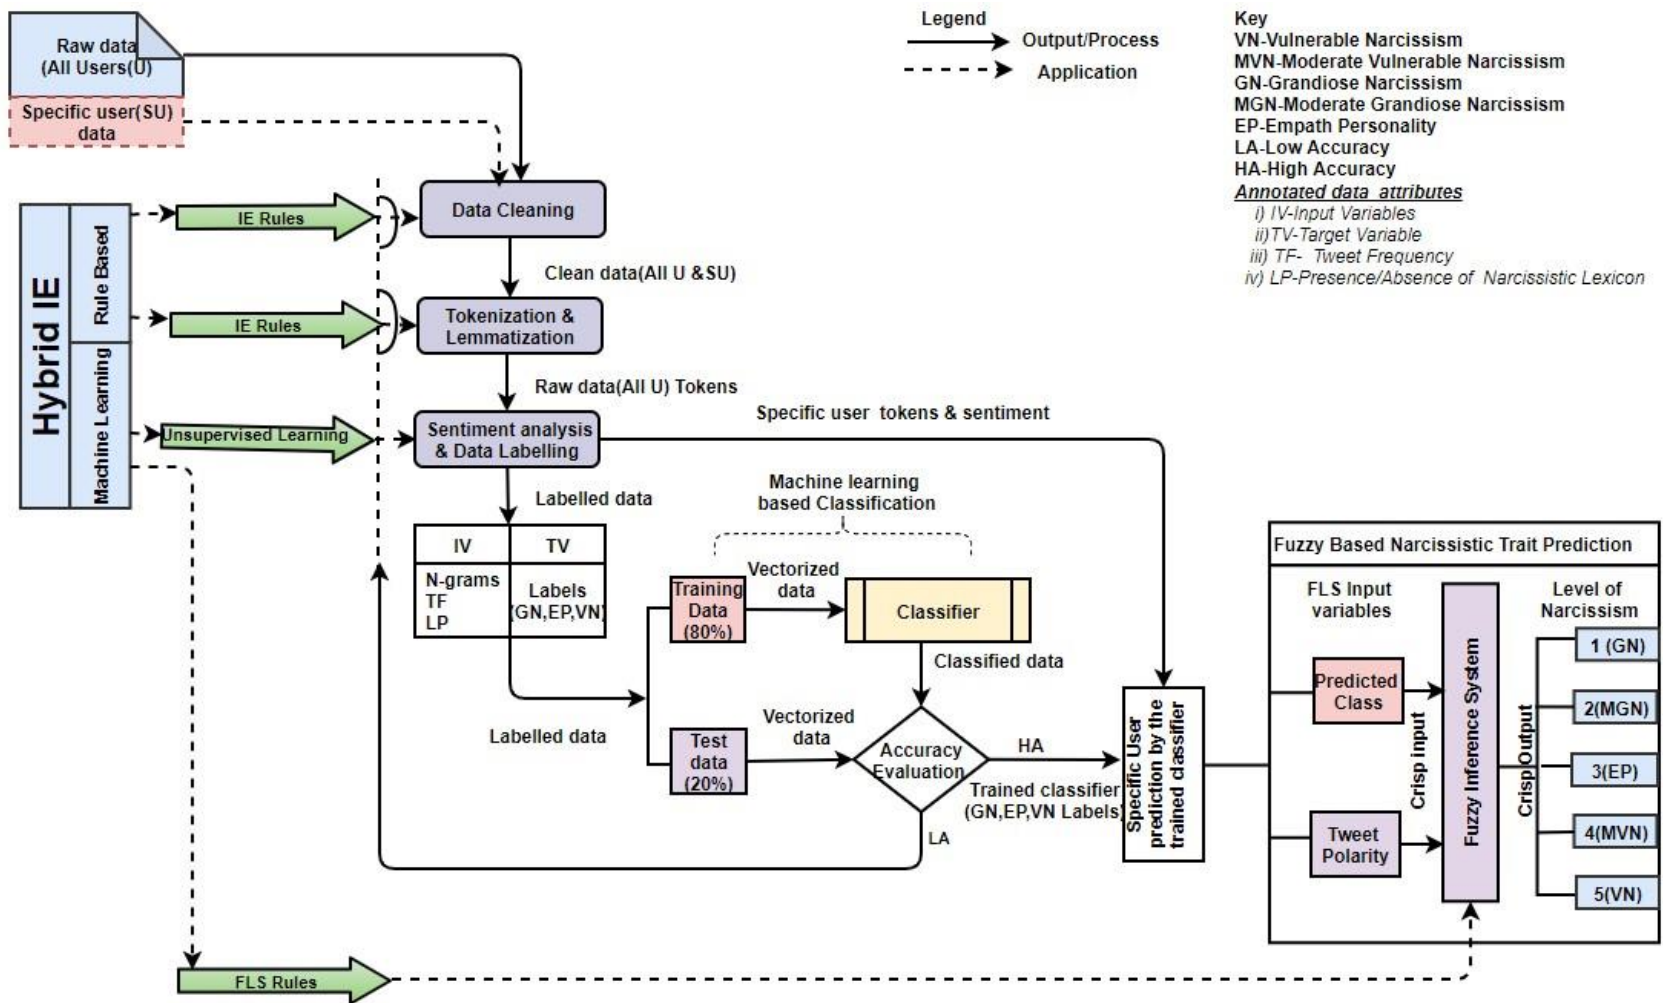 Raw data
(All Users(U)
Specific user(SU)
data
Legend
Output/Process
Application
Key
VN-Vulnerable Narcissism
MVN-Moderate Vulnerable Narcissism
GN-Grandiose Narcissism
MGN-Moderate Grandiose Narcissism
EP-Empath Personality
LA-Low Accuracy
HA-High Accuracy
Annotated data attributes
i) IV-Input Variables
ii)TV-Target Variable
iii) TF- Tweet Frequency
iv) LP-Presence/Absence of Narcissistic Lexicon
Hybrid IE
Rule Based
Machine Learning
IE Rules
Data Cleaning
Clean data(All U &SU)
IE Rules
Tokenization &
Lemmatization
Raw data(All U) Tokens
Unsupervised Learning
Sentiment analysis
& Data Labelling
Specific user tokens & sentiment
Labelled data
IV
TV
N-grams
TF
LP
Labels
(GN,EP,VN)
Labelled data
Machine learning
based Classification
Training
Data
(80%)
Vectorized
data
Classifier
Classified data
Test
data
(20%)
Vectorized
data
Accuracy
Evaluation
HA
Trained classifier
(GN,EP,VN Labels)
LA
Specific User
prediction by the
trained classifier
Fuzzy Based Narcissistic Trait Prediction
FLS Input
variables
Predicted
Class
Tweet
Polarity
Crisp Input
Fuzzy Inference System
Crisp Output
Level of
Narcissism
1 (GN)
2(MGN)
3(EP)
4(MVN)
5(VN)
FLS Rules